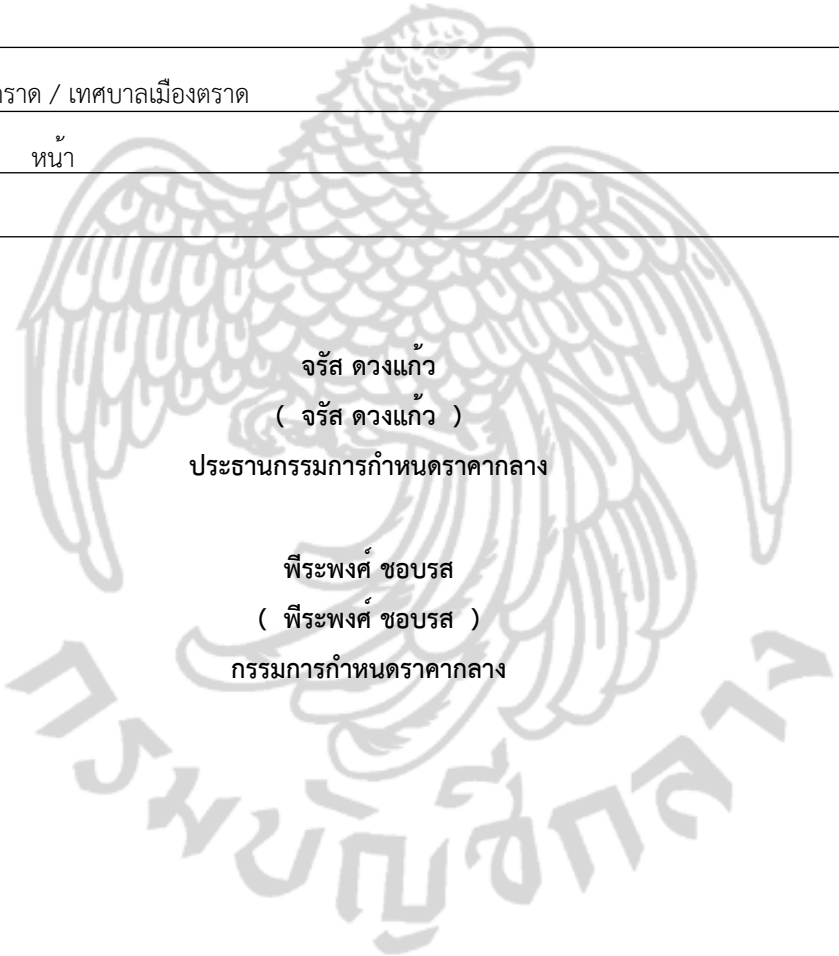 ตราด / เทศบาลเมืองตราด
หน้า
จรัส ดวงแก้ว
( จรัส ดวงแก้ว )
ประธานกรรมการกำหนดราคากลาง
พีระพงศ์ ชอบรส
( พีระพงศ์ ชอบรส )
กรรมการกำหนดราคากลาง
กรมบัญชีกลาง